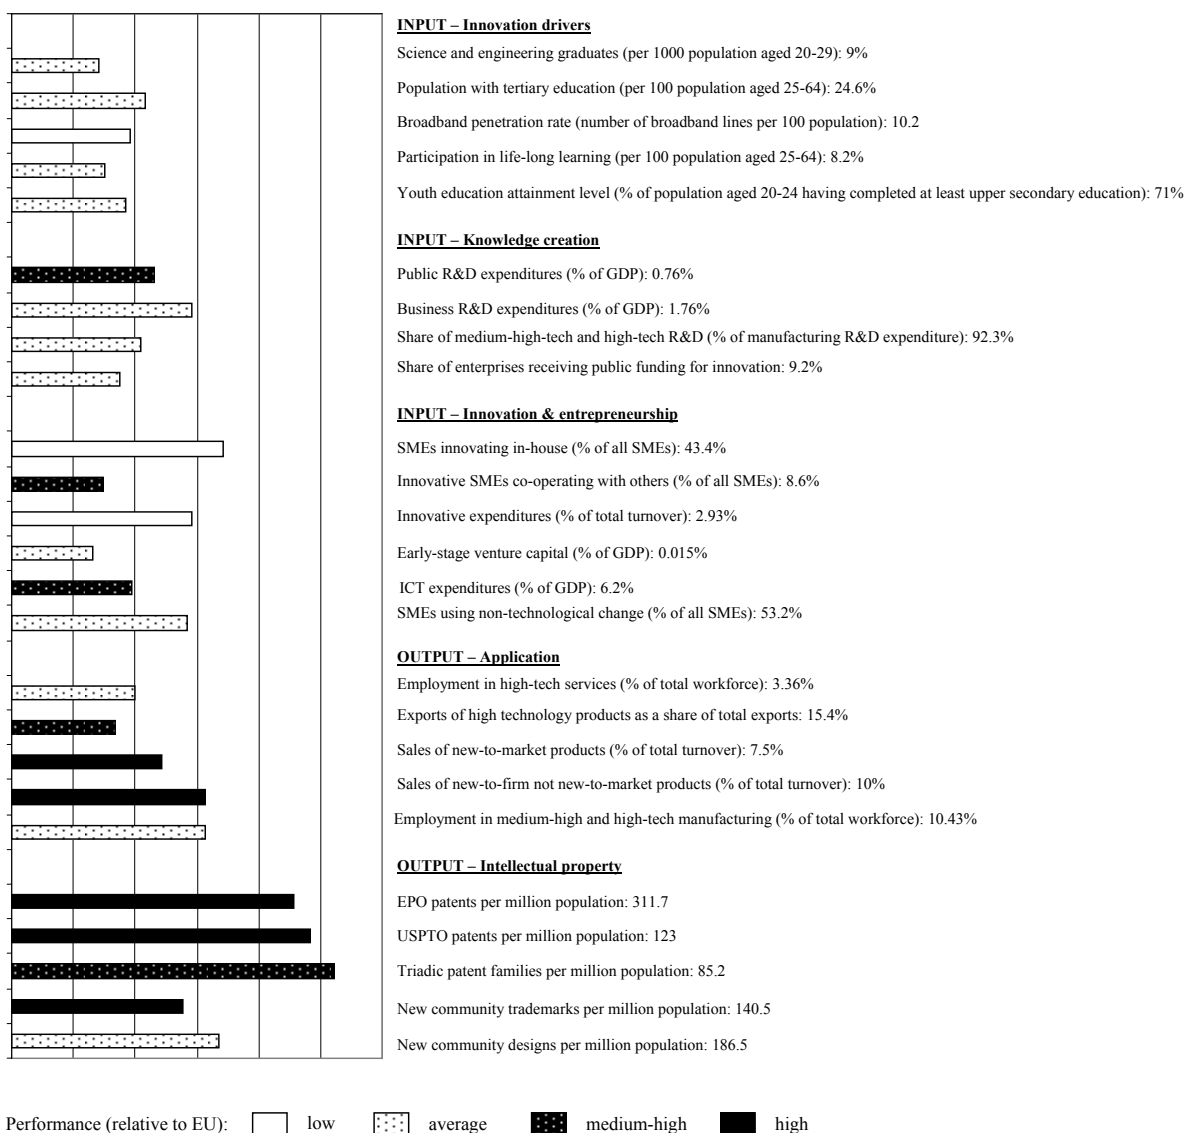 INPUT – Innovation drivers
Science and engineering graduates (per 1000 population aged 20-29): 9%
Population with tertiary education (per 100 population aged 25-64): 24.6%
Broadband penetration rate (number of broadband lines per 100 population): 10.2
Participation in life-long learning (per 100 population aged 25-64): 8.2%
Youth education attainment level (% of population aged 20-24 having completed at least upper secondary education): 71%
INPUT – Knowledge creation
Public R&D expenditures (% of GDP): 0.76%
Business R&D expenditures (% of GDP): 1.76%
Share of medium-high-tech and high-tech R&D (% of manufacturing R&D expenditure): 92.3%
Share of enterprises receiving public funding for innovation: 9.2%
INPUT – Innovation & entrepreneurship
SMEs innovating in-house (% of all SMEs): 43.4%
Innovative SMEs co-operating with others (% of all SMEs): 8.6%
Innovative expenditures (% of total turnover): 2.93%
Early-stage venture capital (% of GDP): 0.015%
ICT expenditures (% of GDP): 6.2%
SMEs using non-technological change (% of all SMEs): 53.2%
OUTPUT – Application
Employment in high-tech services (% of total workforce): 3.36%
Exports of high technology products as a share of total exports: 15.4%
Sales of new-to-market products (% of total turnover): 7.5%
Sales of new-to-firm not new-to-market products (% of total turnover): 10%
Employment in medium-high and high-tech manufacturing (% of total workforce): 10.43%
OUTPUT – Intellectual property
EPO patents per million population: 311.7
USPTO patents per million population: 123
Triadic patent families per million population: 85.2
New community trademarks per million population: 140.5
New community designs per million population: 186.5
Performance (relative to EU): low average medium-high high